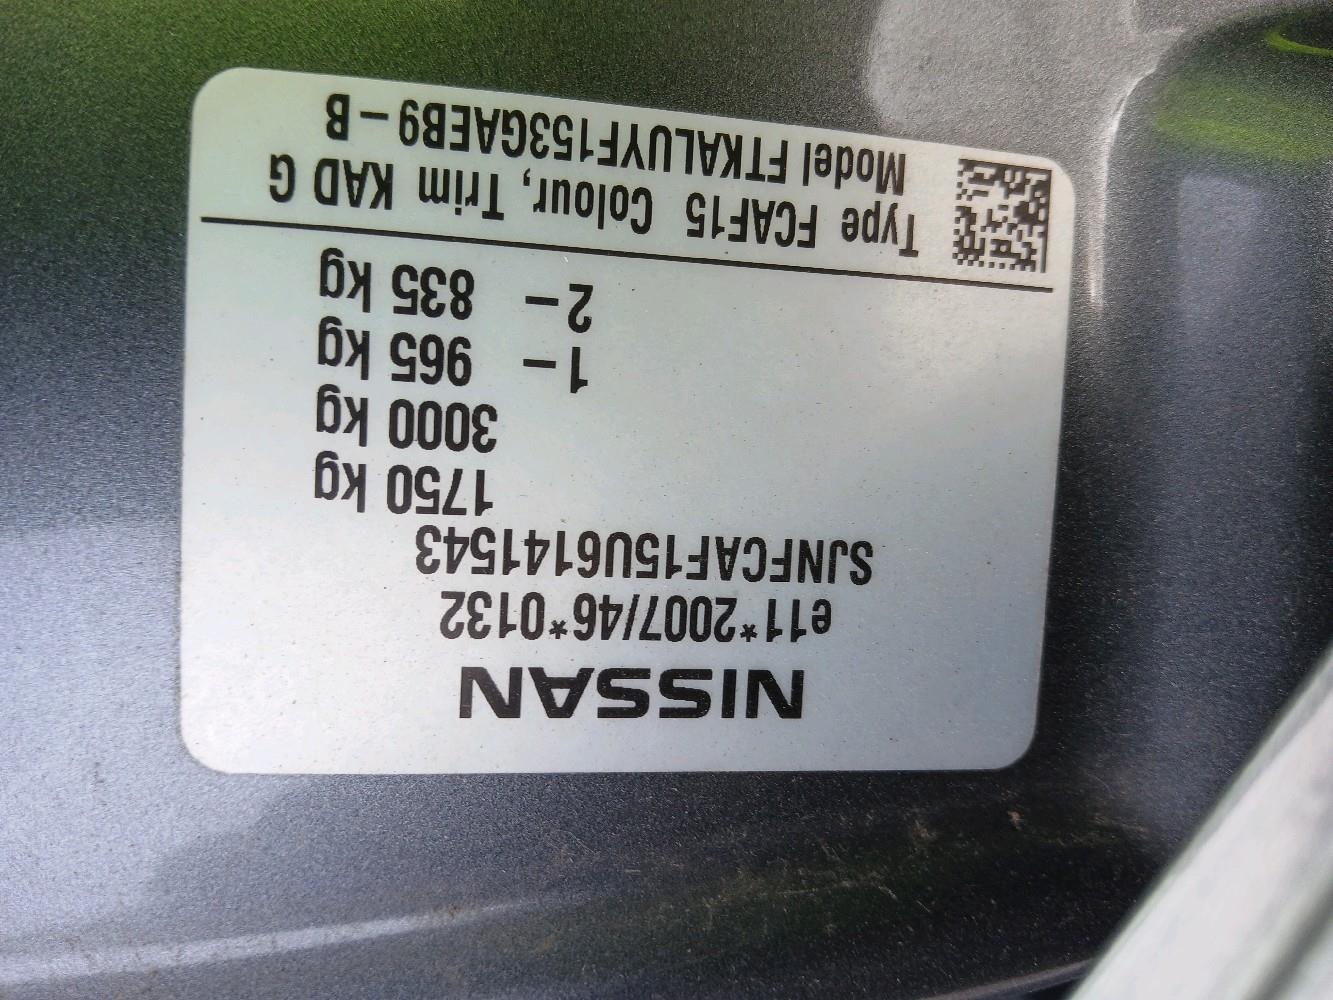 NISSAN
e11*2007/46*0132
SJNFCAF15U6141543
1750 kg
3000 kg
1– 965 kg
2– 835 kg
Type FCAF15 Colour, Trim KAD G
Model FTKALUYF153GAEB9 – B